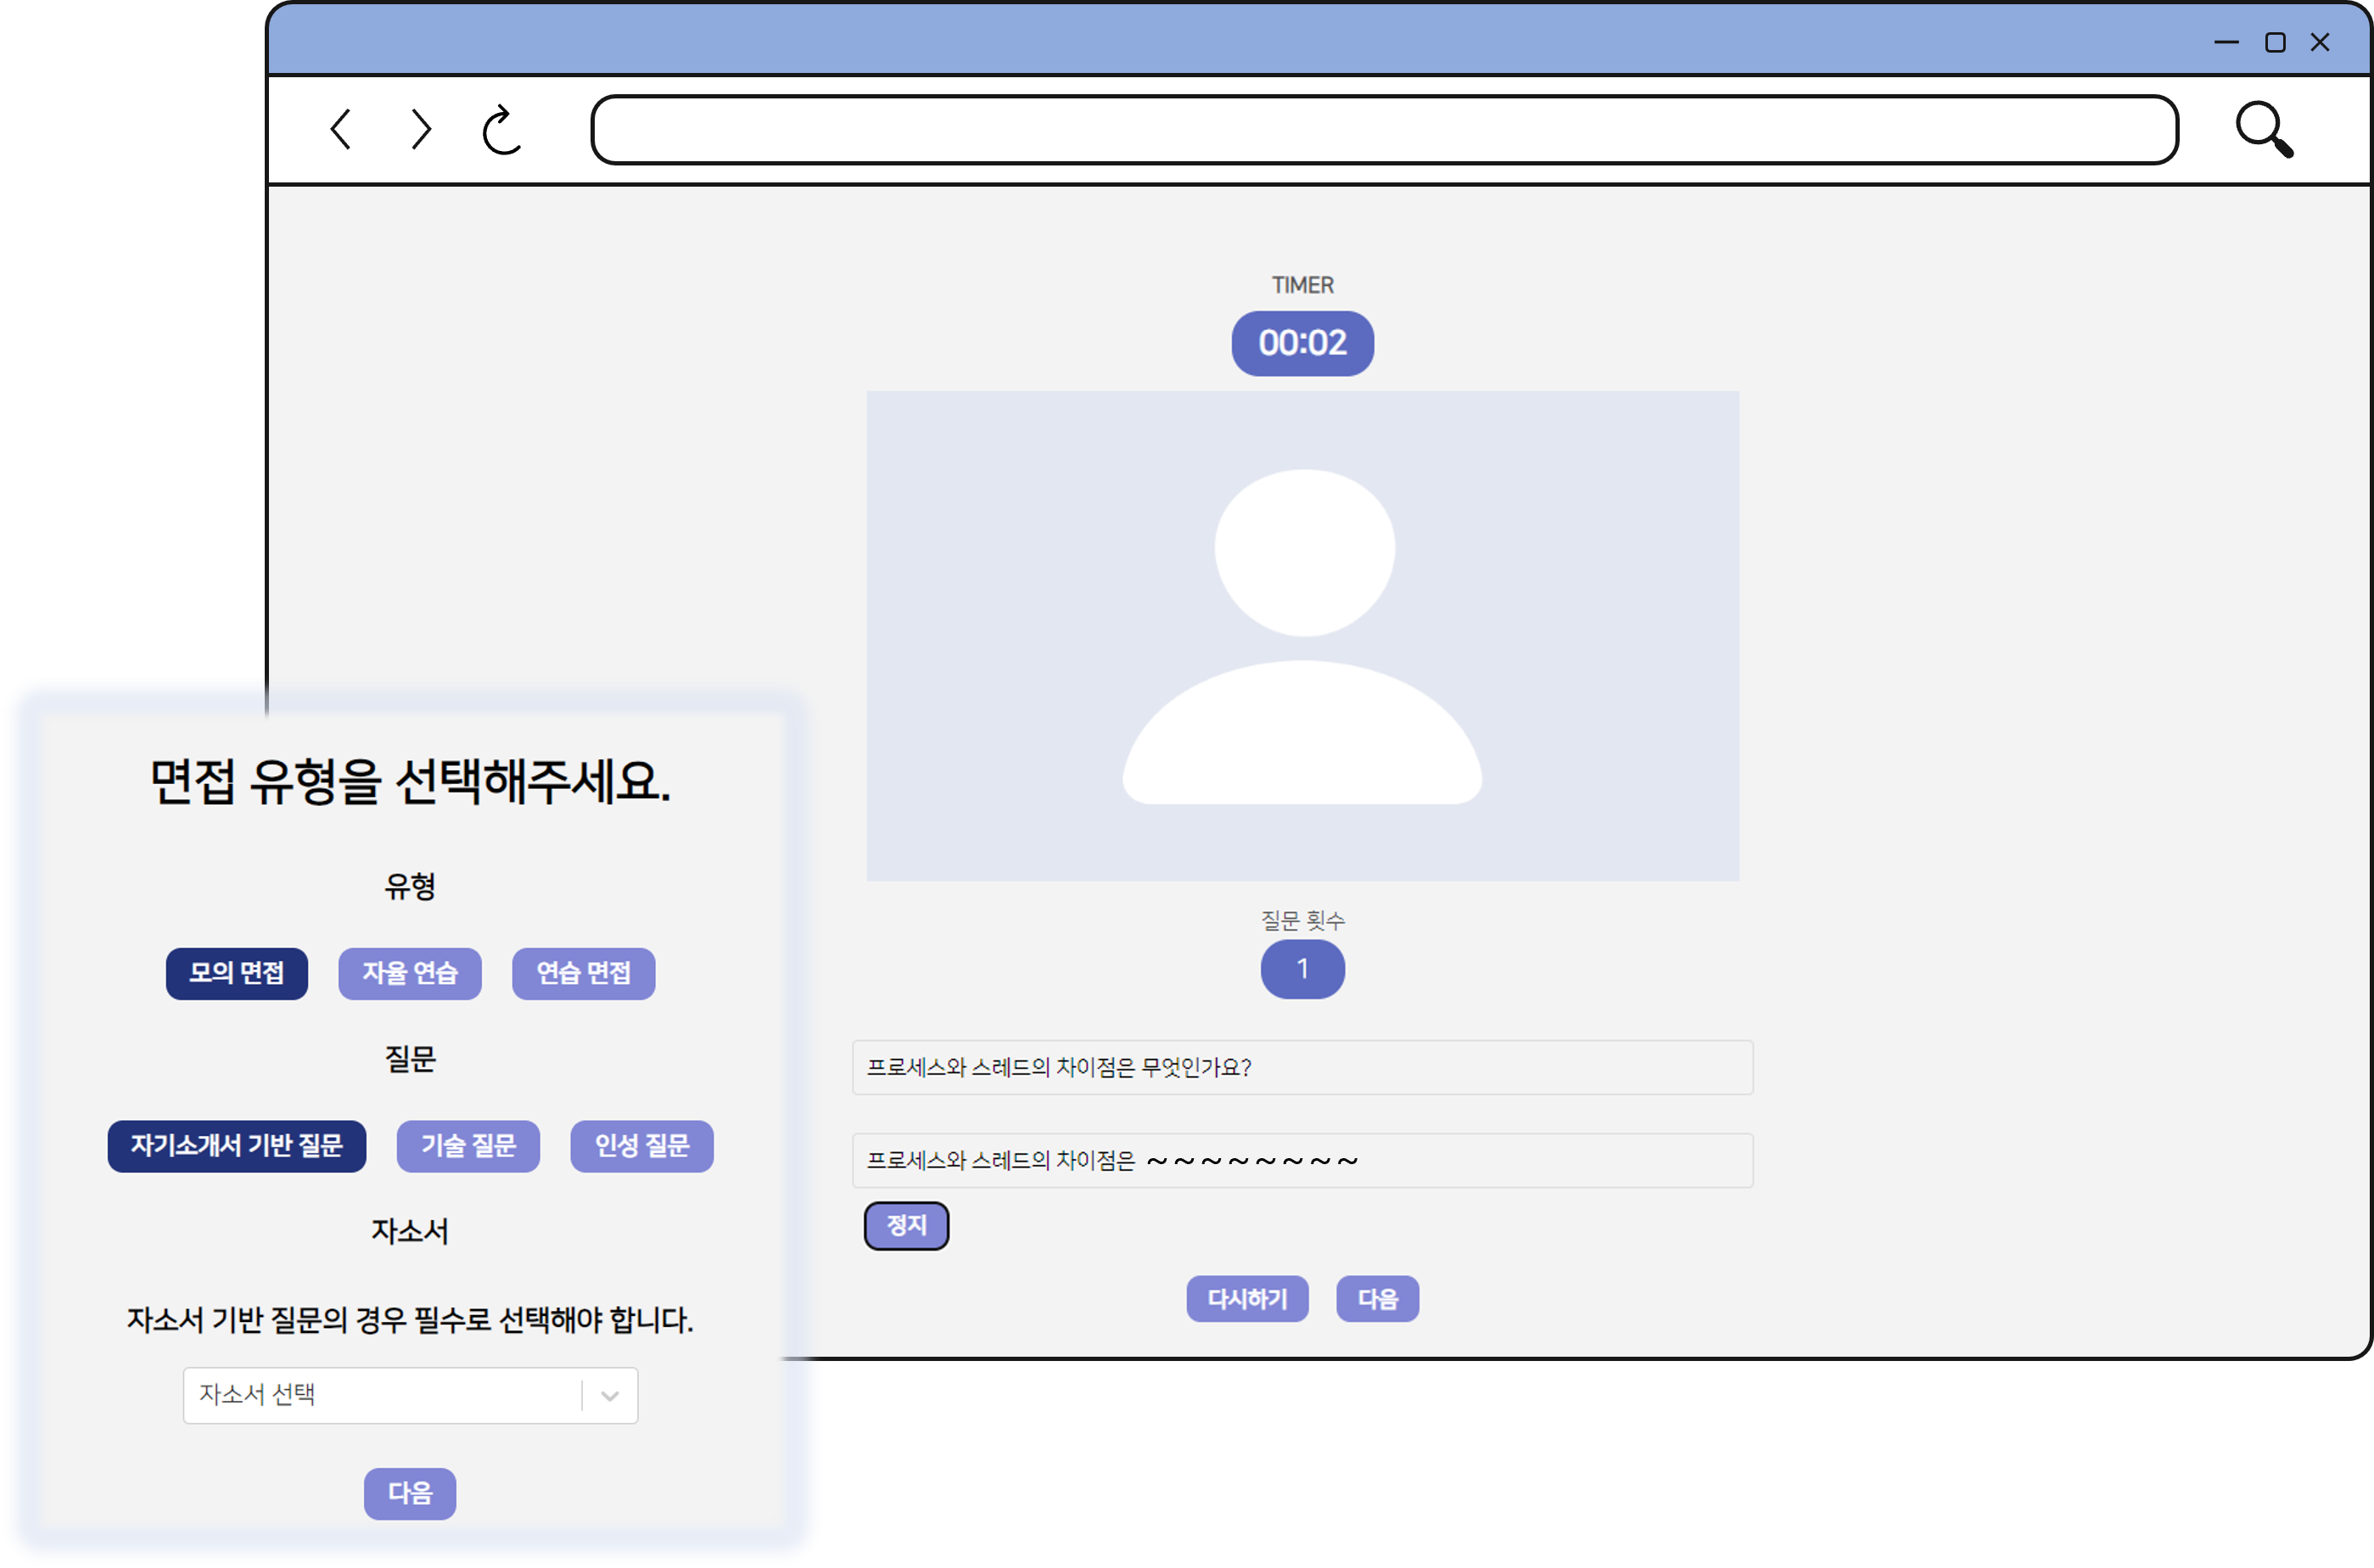 TIMER
00:02
질문 횟수
1
프로세스와 스레드의 차이점은 무엇인가요?
프로세스와 스레드의 차이점은 ~~~~~~~~
정지
다시하기 다음
면접 유형을 선택해주세요.
유형
모의 면접 자율 연습 연습 면접
질문
자기소개서 기반 질문 기술 질문 인성 질문
자소서
자소서 기반 질문의 경우 필수로 선택해야 합니다.
자소서 선택
다음